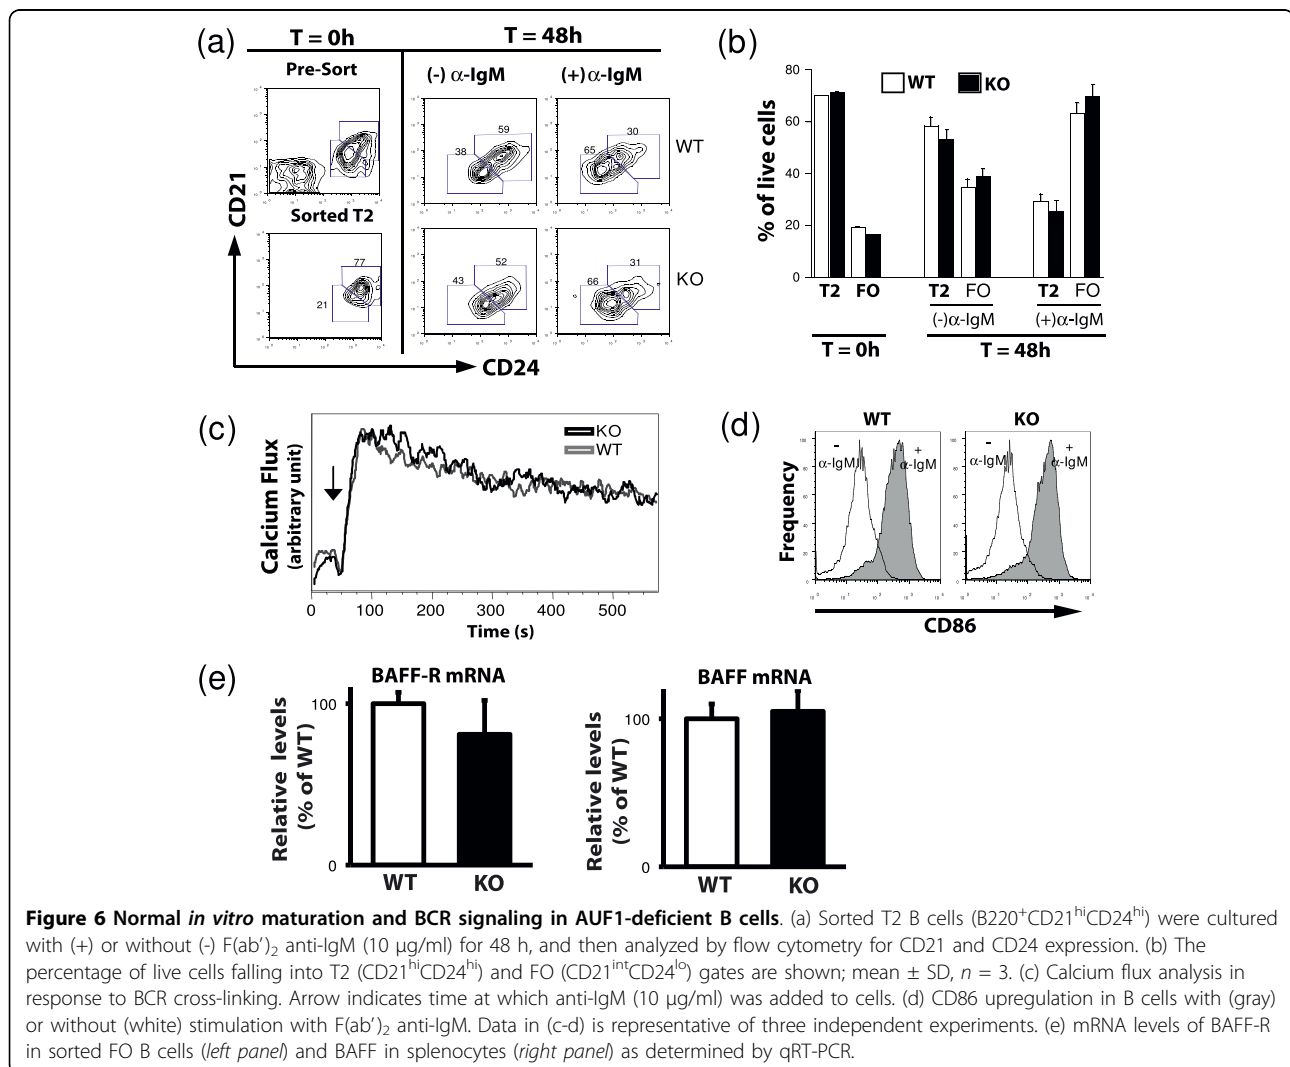 (a)
T = 0h
T = 48h
Pre-Sort
(-) α-IgM
(+)α-IgM
59
38
30
65
WT
Sorted T2
77
21
52
43
31
66
KO
CD21
CD24
(b)
80
60
40
20
0
% of live cells
WT
KO
T2 FO T2 FO T2 FO
(-)α-IgM
(+)α-IgM
T = 0h
T = 48h
(c)
Calcium Flux
(arbitrary unit)
KO
WT
0 100 200 300 400 500
Time (s)
(d)
WT
KO
-
α-IgM
+
α-IgM
-
α-IgM
+
α-IgM
Frequency
CD86
(e)
BAFF-R mRNA
Relative levels
(% of WT)
100
0
WT KO
BAFF mRNA
Relative levels
(% of WT)
100
0
WT KO
Figure 6 Normal in vitro maturation and BCR signaling in AUF1-deficient B cells. (a) Sorted T2 B cells (B220⁺CD21ʰⁱCD24ʰⁱ) were cultured
with (+) or without (-) F(ab′)₂ anti-IgM (10 μg/ml) for 48 h, and then analyzed by flow cytometry for CD21 and CD24 expression. (b) The
percentage of live cells falling into T2 (CD21ʰⁱCD24ʰⁱ) and FO (CD21ⁱⁿᵗCD24ˡᵒ) gates are shown; mean ± SD, n = 3. (c) Calcium flux analysis in
response to BCR cross-linking. Arrow indicates time at which anti-IgM (10 μg/ml) was added to cells. (d) CD86 upregulation in B cells with (gray)
or without (white) stimulation with F(ab′)₂ anti-IgM. Data in (c-d) is representative of three independent experiments. (e) mRNA levels of BAFF-R
in sorted FO B cells (left panel) and BAFF in splenocytes (right panel) as determined by qRT-PCR.